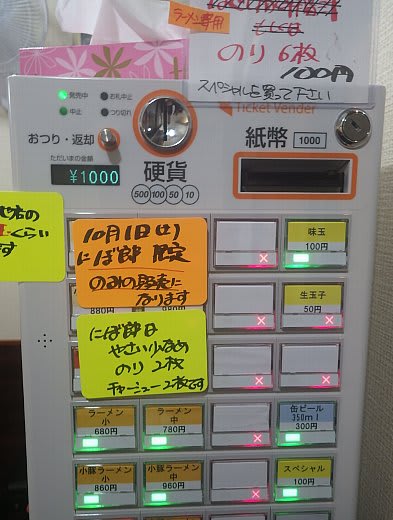 ラーメン専用
のり 6枚
100円
スペシャルを買って下さい
Ticket Vender
発売中
お札中止
中止
つり切れ
おつり・返却
硬貨
紙幣 1000
ただいまの金額
¥1000
500 100 50 10
10月1日(火)
にぼ郎 限定
のみの販売に
なります
味玉
100円
生玉子
50円
880円
980円
にぼ郎は
やさい少なめ
のり 2枚
チャーシュー2枚です
ラーメン
小
680円
ラーメン
中
780円
缶ビール
350ml
300円
小豚ラーメン
小
860円
小豚ラーメン
中
960円
スペシャル
100円